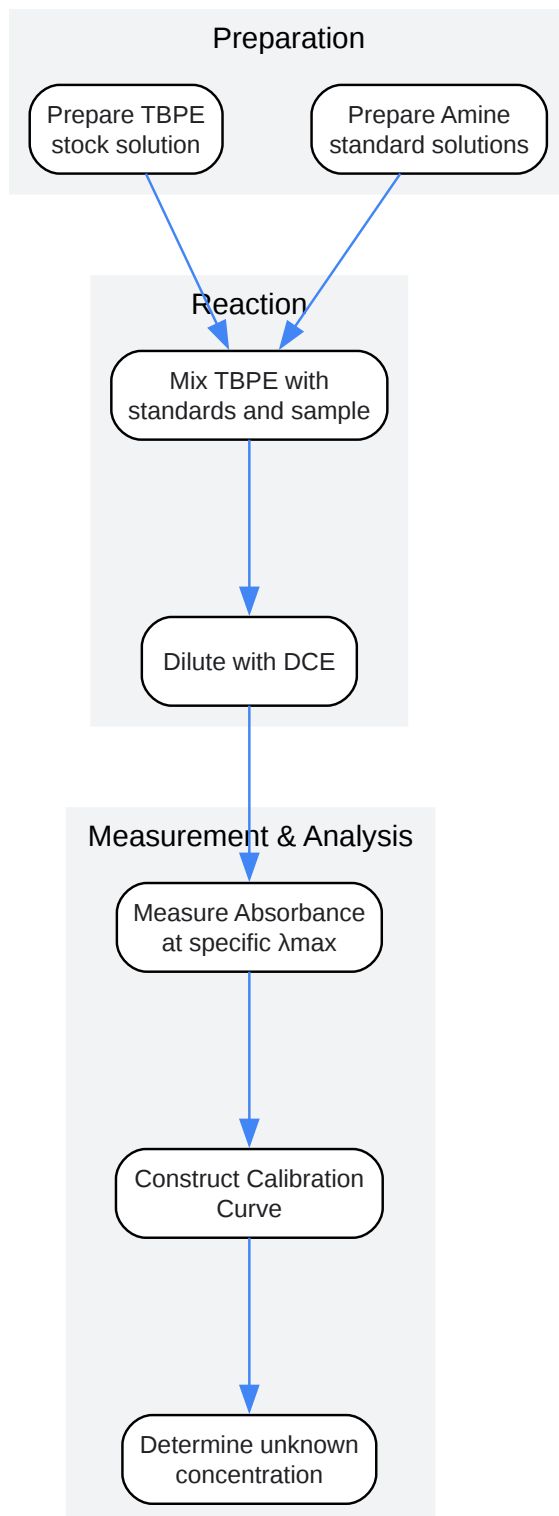 Preparation
Prepare TBPE
stock solution
Prepare Amine
standard solutions
Reaction
Mix TBPE with
standards and sample
Dilute with DCE
Measurement & Analysis
Measure Absorbance
at specific λmax
Construct Calibration
Curve
Determine unknown
concentration